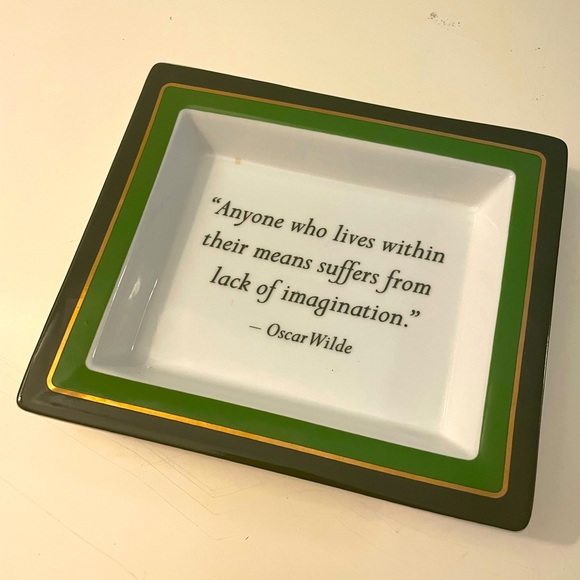 “Anyone who lives within
their means suffers from
lack of imagination.”
— Oscar Wilde